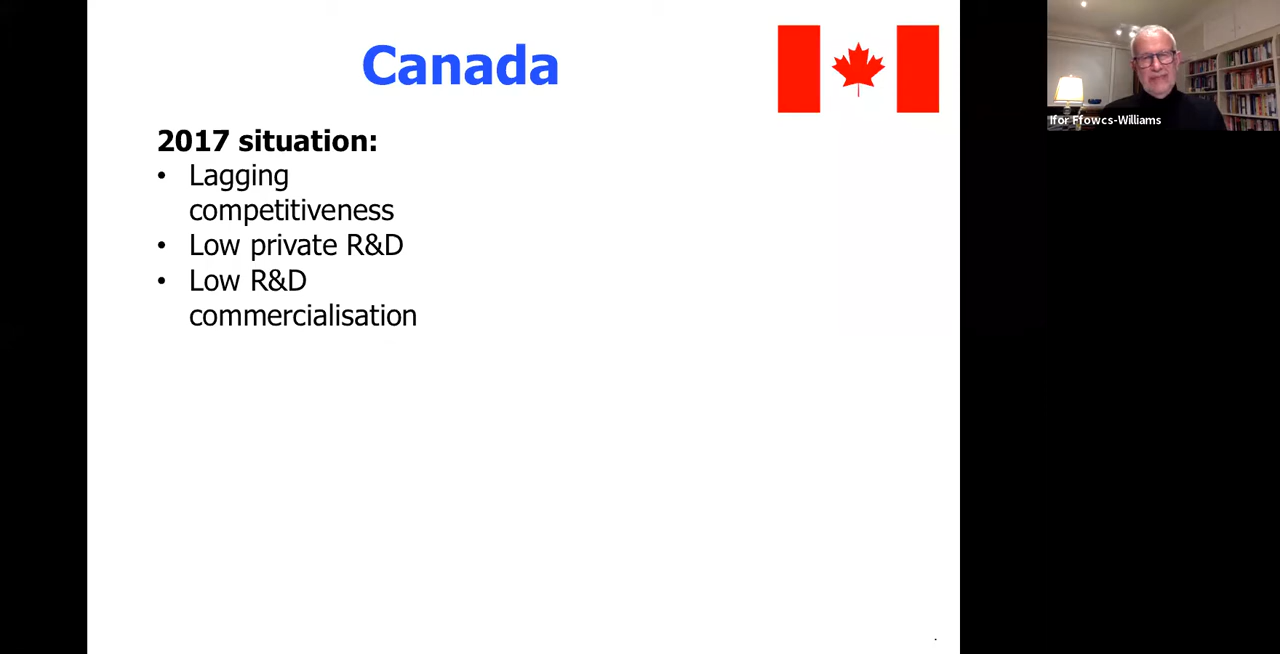 Canada
2017 situation:
• Lagging
competitiveness
• Low private R&D
• Low R&D
commercialisation
Ifor Ffowcs-Williams